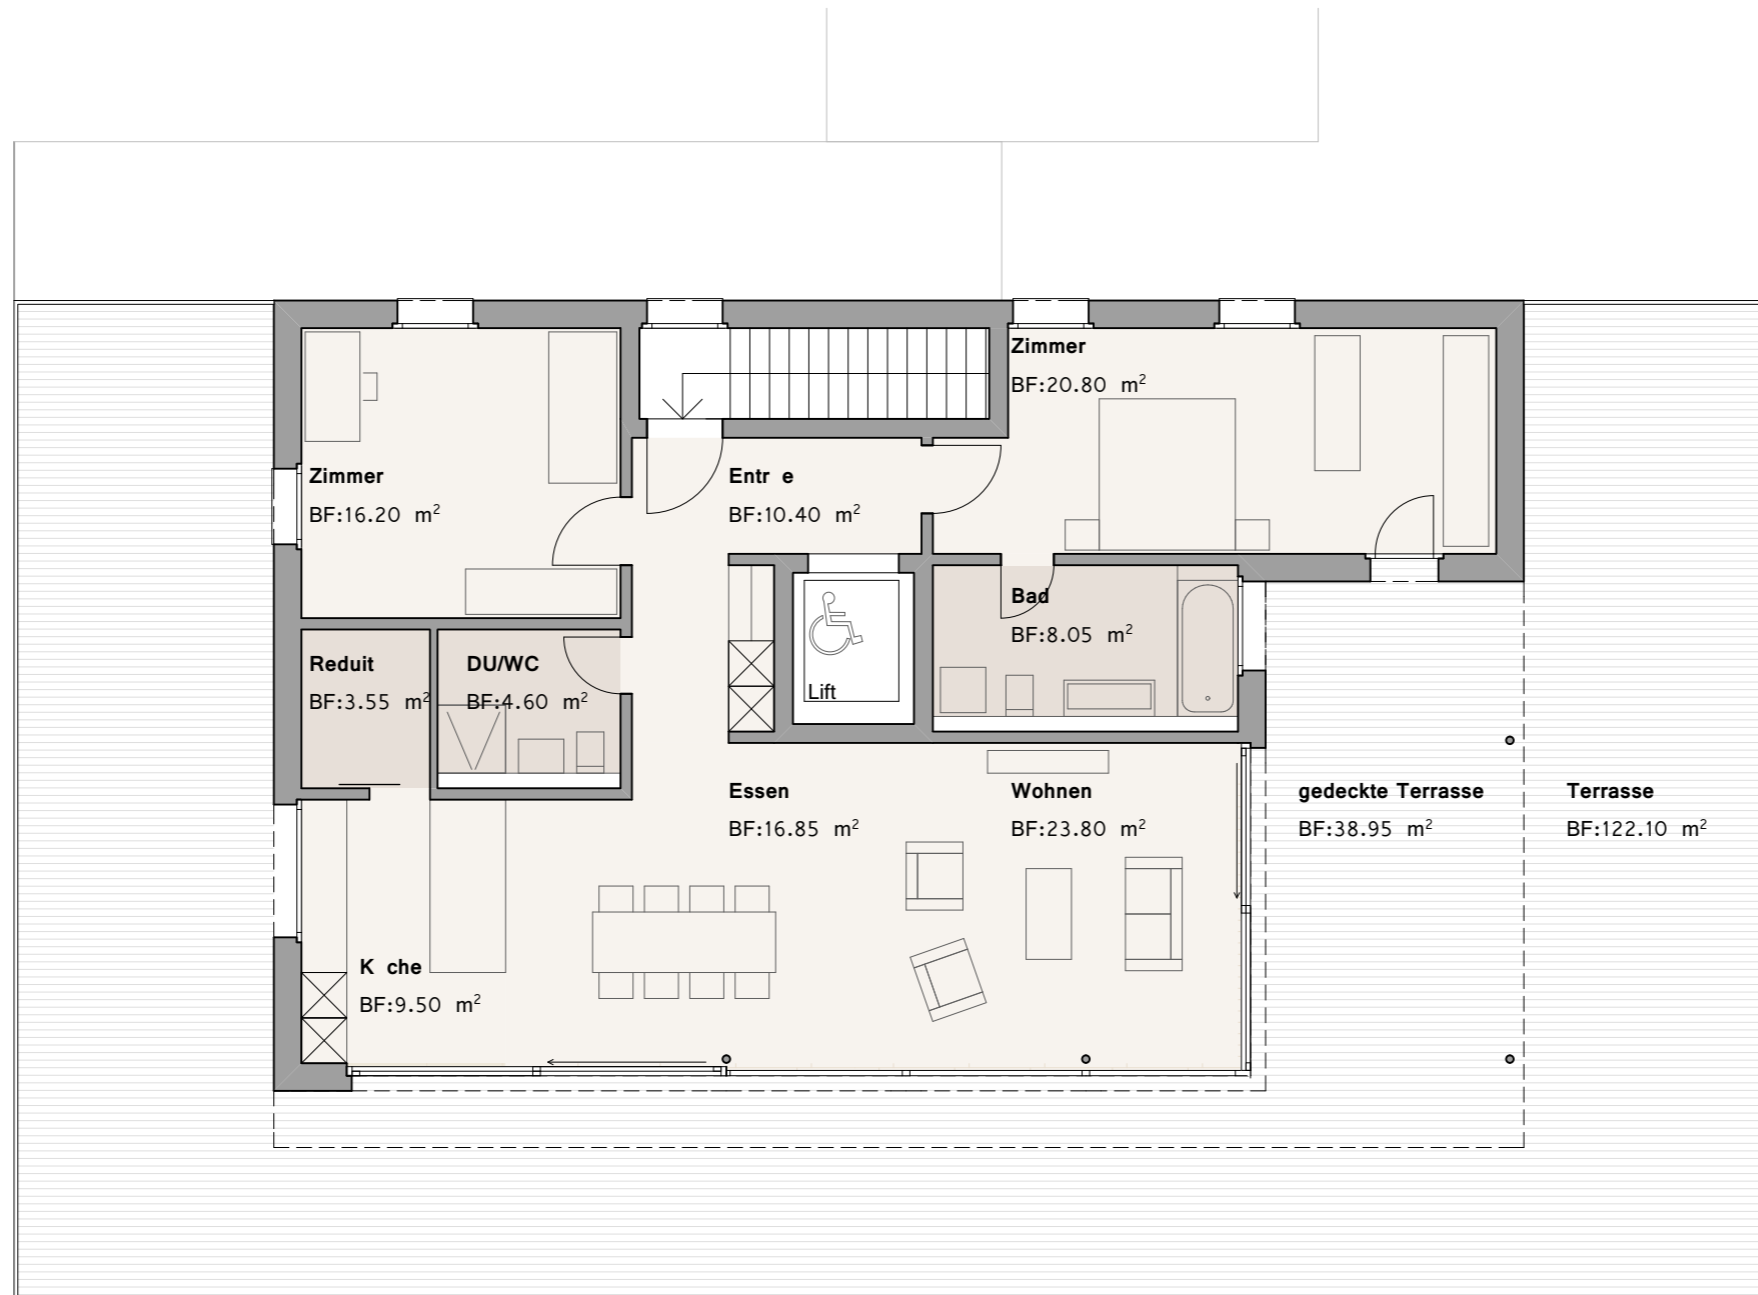 Zimmer
BF:20.80 m²
Zimmer
BF:16.20 m²
Entr e
BF:10.40 m²
Bad
BF:8.05 m²
Reduit
BF:3.55 m²
DU/WC
BF:4.60 m²
Lift
Essen
BF:16.85 m²
Wohnen
BF:23.80 m²
gedeckte Terrasse
BF:38.95 m²
Terrasse
BF:122.10 m²
K che
BF:9.50 m²